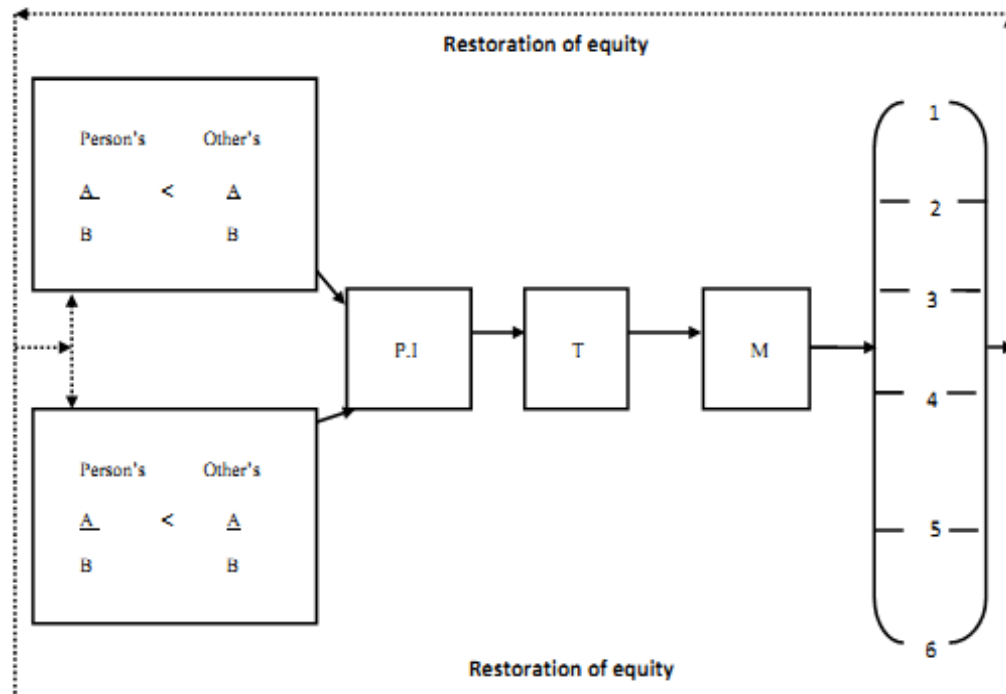 Restoration of equity
Person's Other's
A < A
B B
1
2
3
4
5
6
P.I
T
M
Person's Other's
A < A
B B
Restoration of equity